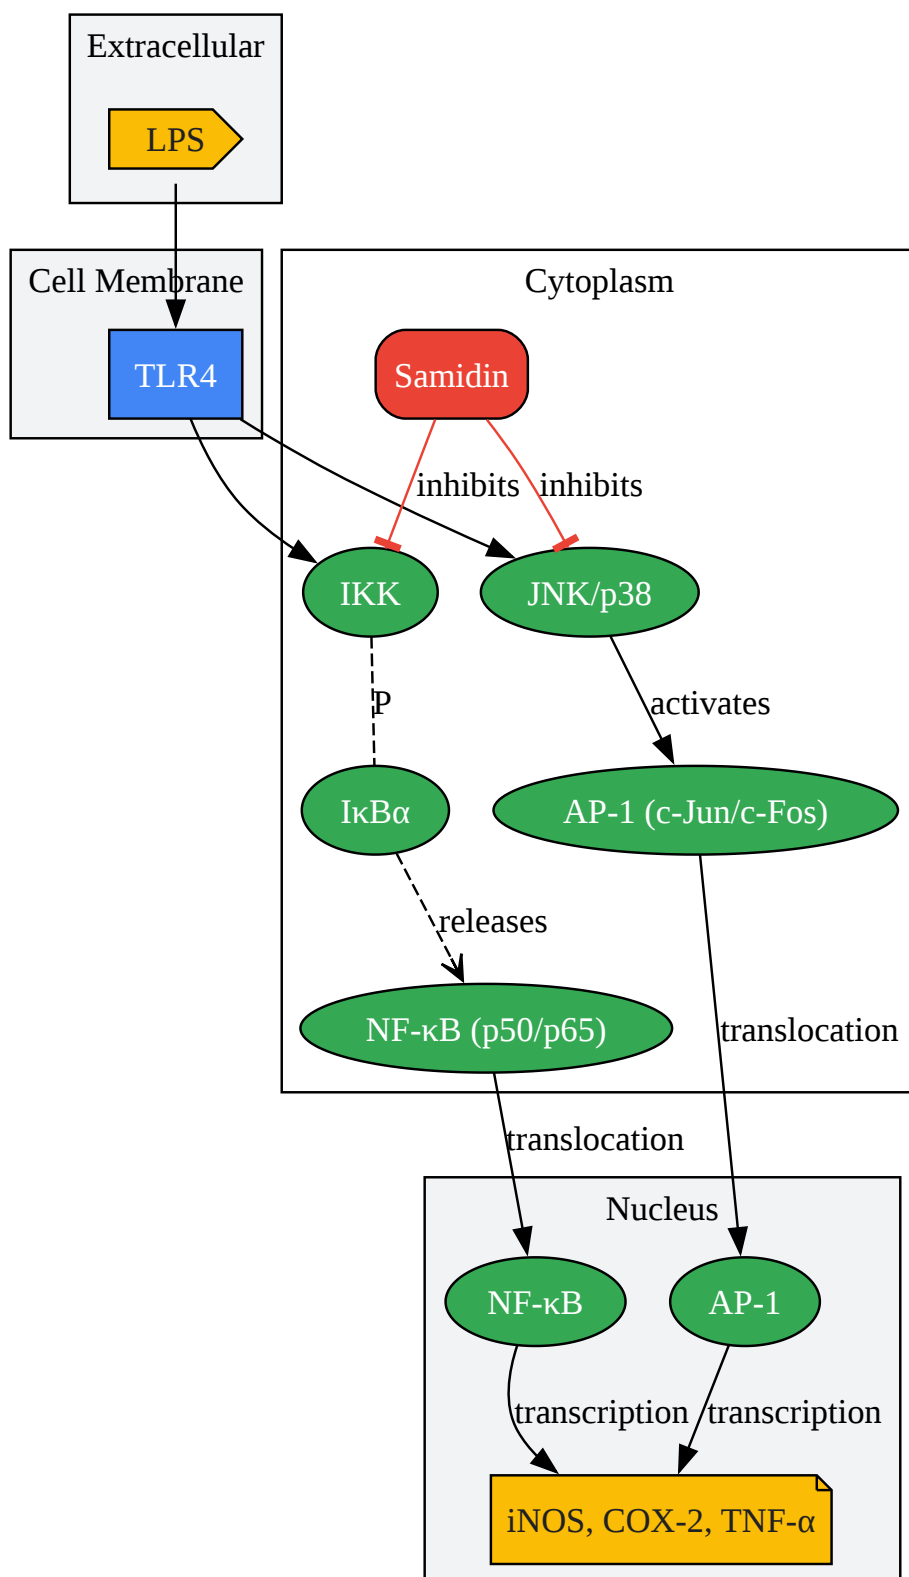 Extracellular
LPS
Cell Membrane
Cytoplasm
TLR4
Samidin
inhibits
inhibits
IKK
JNK/p38
P
activates
IκBα
AP-1 (c-Jun/c-Fos)
releases
NF-κB (p50/p65)
translocation
translocation
Nucleus
NF-κB
AP-1
transcription
transcription
iNOS, COX-2, TNF-α